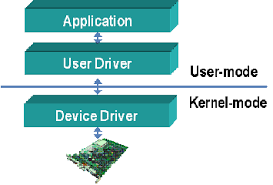 Application
User Driver
User-mode
Kernel-mode
Device Driver